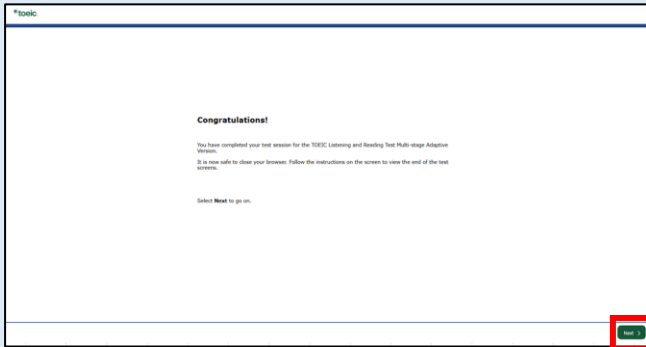 toeic
Congratulations!
You have completed your test session for the TOEIC Listening and Reading Test Multi-stage Adaptive
Version.
It is now safe to close your browser. Follow the instructions on the screen to view the end of the test
screens.
Select Next to go on.
Next >